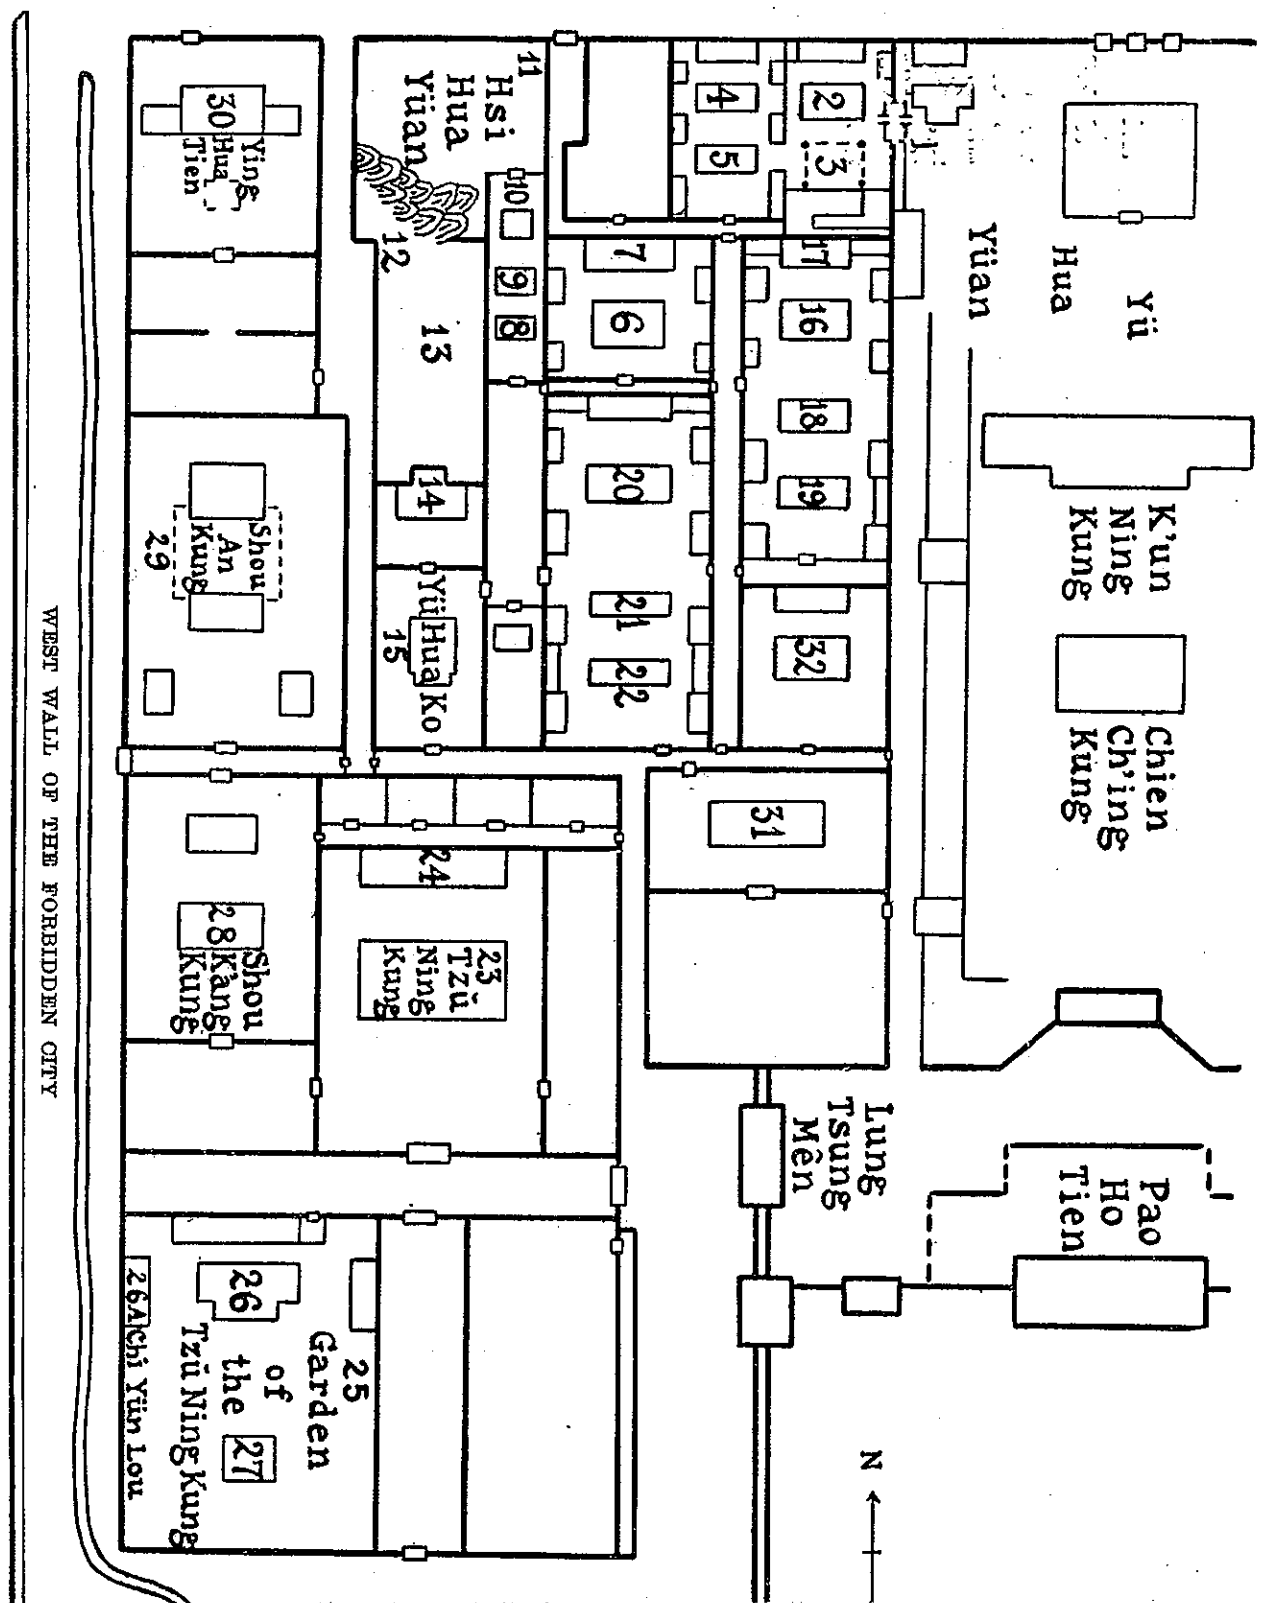 11
Hsi
Hua
Yüan
4
2
5
3
Yü
Hua
Yüan
30
Ying
Hua
Tien
10
12
13
9
8
7
6
17
16
18
19
20
21
22
32
14
Yü Hua Ko
15
Shou
An
Kung
29
K'un
Ning
Kung
Chien
Ch'ing
Kung
31
24
23
Tzŭ
Ning
Kung
28
Shou
K'ang
Kung
Lung
Tsung
Mên
Pao
Ho
Tien
26
26A Chi Yün Lou
25
Garden
of
the
Tzŭ Ning Kung
27
N
WEST WALL OF THE FORBIDDEN CITY